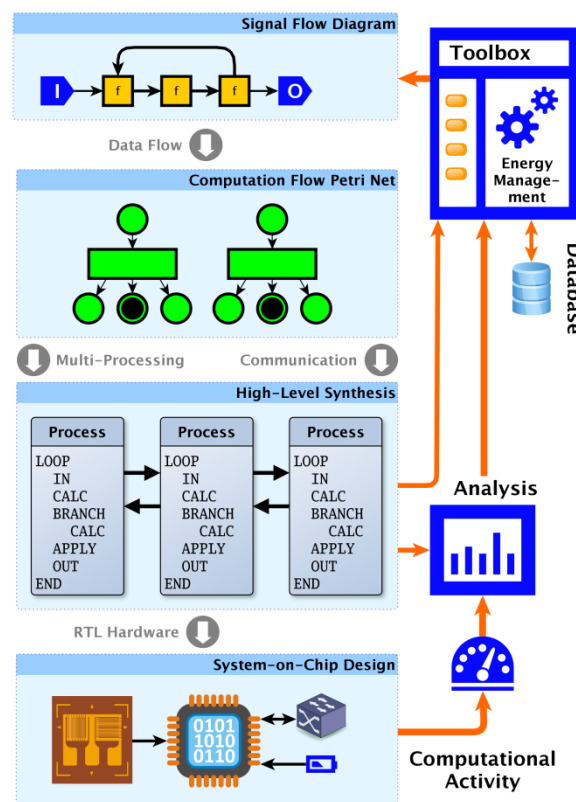 Signal Flow Diagram
I
f
f
f
O
Data Flow
Toolbox
Energy
Manage-
ment
Database
Computation Flow Petri Net
Multi-Processing
Communication
High-Level Synthesis
Process
LOOP
IN
CALC
BRANCH
CALC
APPLY
OUT
END
Process
LOOP
IN
CALC
BRANCH
CALC
APPLY
OUT
END
Process
LOOP
IN
CALC
BRANCH
CALC
APPLY
OUT
END
Analysis
RTL Hardware
System-on-Chip Design
0101
1010
0110
Computational
Activity